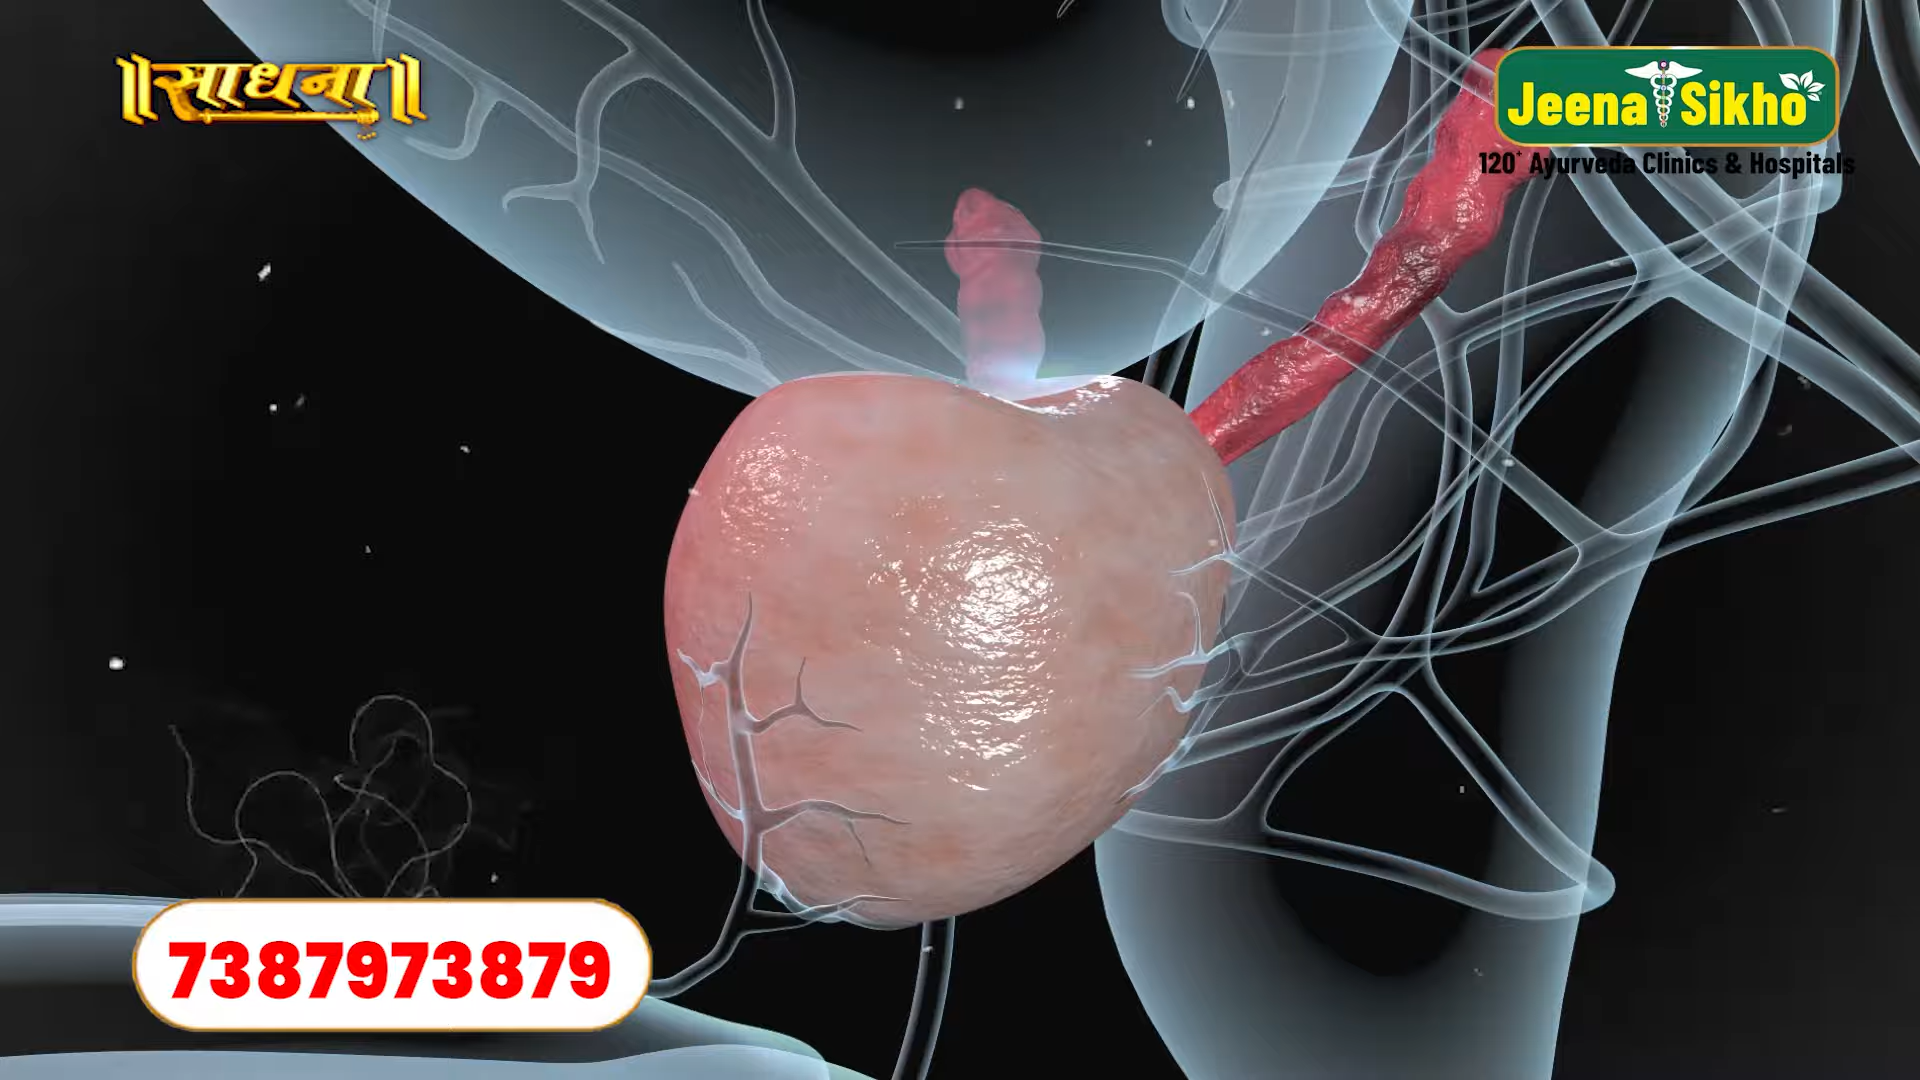 ॥साधना॥
Jeena Sikho
120+ Ayurveda Clinics & Hospitals
7387973879